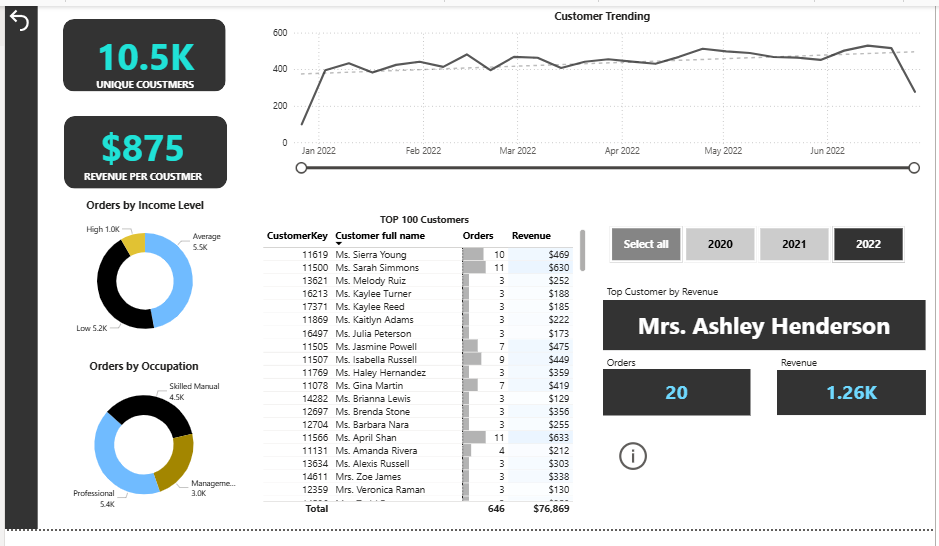 10.5K
UNIQUE COUSTMERS
$875
REVENUE PER COUSTMER
Customer Trending
600
400
200
0
Jan 2022 Feb 2022 Mar 2022 Apr 2022 May 2022 Jun 2022
Orders by Income Level
High 1.0K
Average
5.5K
Low 5.2K
Orders by Occupation
Skilled Manual
4.5K
Manageme...
3.0K
Professional
5.4K
TOP 100 Customers
CustomerKey Customer full name Orders Revenue
11619 Ms. Sierra Young 10 $469
11500 Ms. Sarah Simmons 11 $630
13621 Ms. Melody Ruiz 3 $252
16213 Ms. Kaylee Turner 3 $188
17371 Ms. Kaylee Reed 3 $185
11869 Ms. Kaitlyn Adams 3 $222
16497 Ms. Julia Peterson 3 $173
11505 Ms. Jasmine Powell 7 $475
11507 Ms. Isabella Russell 9 $449
11769 Ms. Haley Hernandez 3 $359
11078 Ms. Gina Martin 7 $419
14282 Ms. Brianna Lewis 3 $129
12697 Ms. Brenda Stone 3 $356
12704 Ms. Barbara Nara 3 $255
11566 Ms. April Shan 11 $633
11131 Ms. Amanda Rivera 4 $212
13634 Ms. Alexis Russell 3 $303
14611 Mrs. Zoe James 3 $338
12359 Mrs. Veronica Raman 3 $130
Total 646 $76,869
Select all 2020 2021 2022
Top Customer by Revenue
Mrs. Ashley Henderson
Orders Revenue
20 1.26K
i